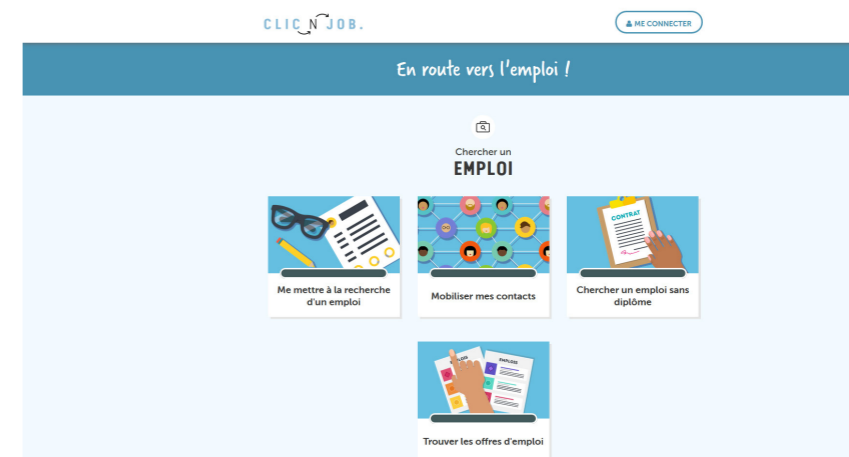 CLIC N JOB.
ME CONNECTER
En route vers l'emploi !
Chercher un
EMPLOI
CONTRAT
Me mettre à la recherche
d'un emploi
Mobiliser mes contacts
Chercher un emploi sans
diplôme
EMPLOIS
EMPLOIS
Trouver les offres d'emploi